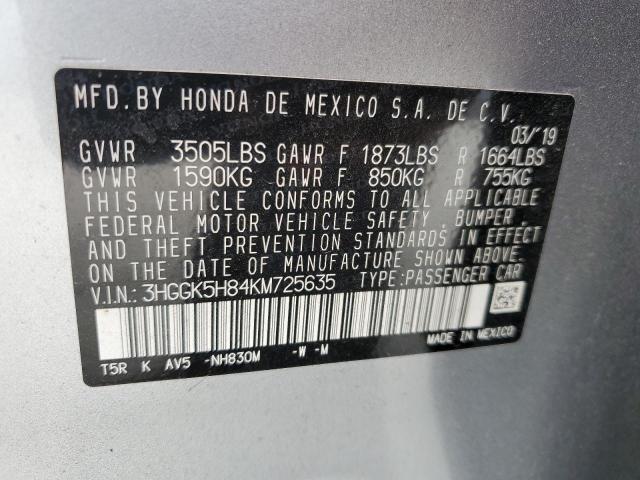 MFD. BY HONDA DE MEXICO S.A. DE C.V.
03/'19
GVWR 3505LBS GAWR F 1873LBS R 1664LBS
GVWR 1590KG GAWR F 850KG R 755KG
THIS VEHICLE CONFORMS TO ALL APPLICABLE
FEDERAL MOTOR VEHICLE SAFETY, BUMPER,
AND THEFT PREVENTION STANDARDS IN EFFECT
ON THE DATE OF MANUFACTURE SHOWN ABOVE.
V.I.N.: 3HGGK5H84KM725635 TYPE:PASSENGER CAR
T5R K AV5 -NH830M -W -M
MADE IN MEXICO